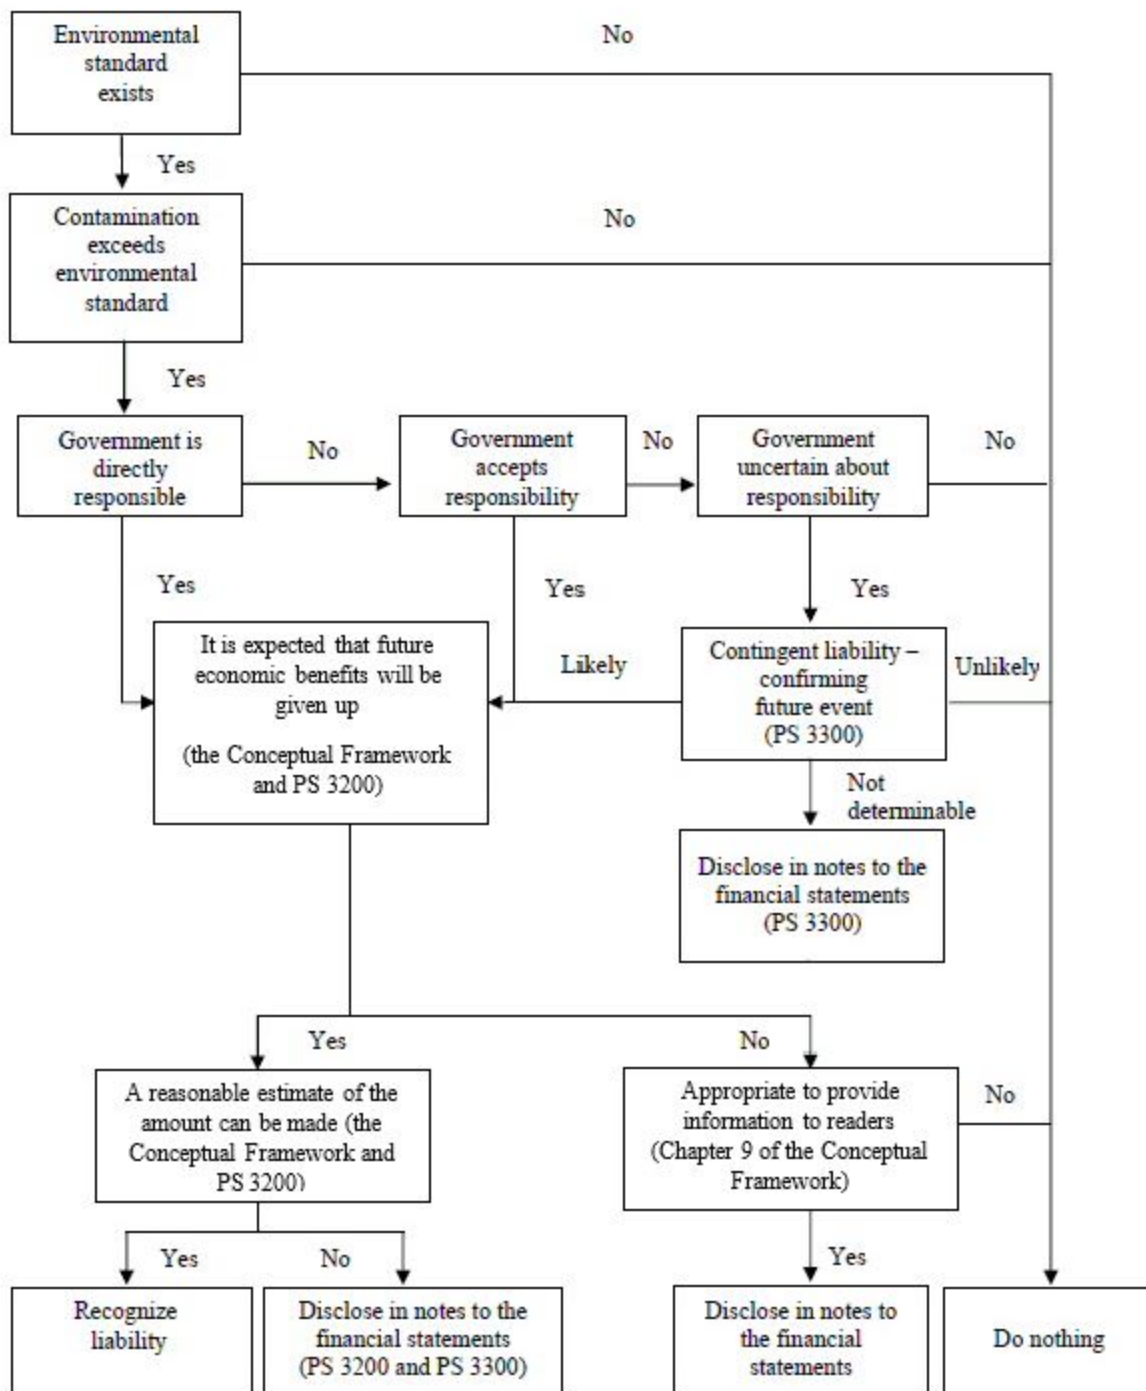 Environmental
standard
exists
No
Yes
Contamination
exceeds
environmental
standard
No
Yes
Government is
directly
responsible
No
Government
accepts
responsibility
No
Government
uncertain about
responsibility
No
Yes
Yes
Yes
It is expected that future
economic benefits will be
given up
(the Conceptual Framework
and PS 3200)
Likely
Contingent liability –
confirming
future event
(PS 3300)
Unlikely
Not
determinable
Disclose in notes to the
financial statements
(PS 3300)
Yes
No
A reasonable estimate of the
amount can be made (the
Conceptual Framework and
PS 3200)
Appropriate to provide
information to readers
(Chapter 9 of the Conceptual
Framework)
No
Yes
No
Yes
Recognize
liability
Disclose in notes to the
financial statements
(PS 3200 and PS 3300)
Disclose in notes to
the financial
statements
Do nothing